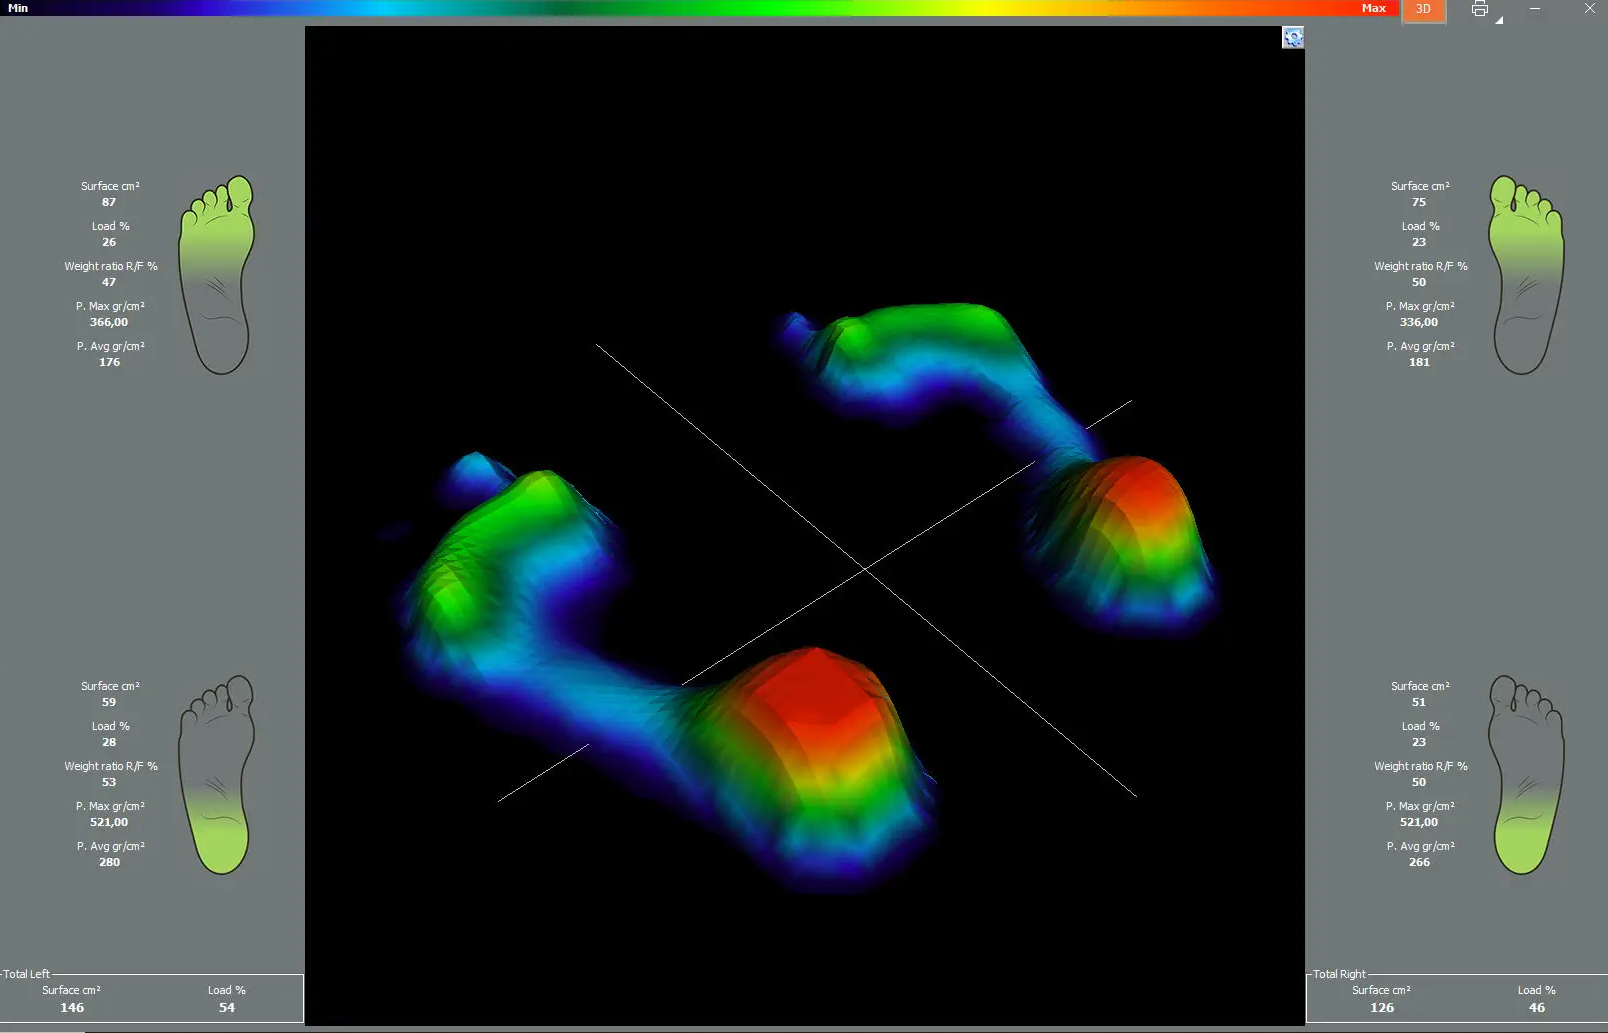 Min
Max
3D
Surface cm²
87
Load %
26
Weight ratio R/F %
47
P. Max gr/cm²
366,00
P. Avg gr/cm²
176
Surface cm²
75
Load %
23
Weight ratio R/F %
50
P. Max gr/cm²
336,00
P. Avg gr/cm²
181
Surface cm²
59
Load %
28
Weight ratio R/F %
53
P. Max gr/cm²
521,00
P. Avg gr/cm²
280
Surface cm²
51
Load %
23
Weight ratio R/F %
50
P. Max gr/cm²
521,00
P. Avg gr/cm²
266
Total Left
Surface cm² Load %
146 54
Total Right
Surface cm² Load %
126 46